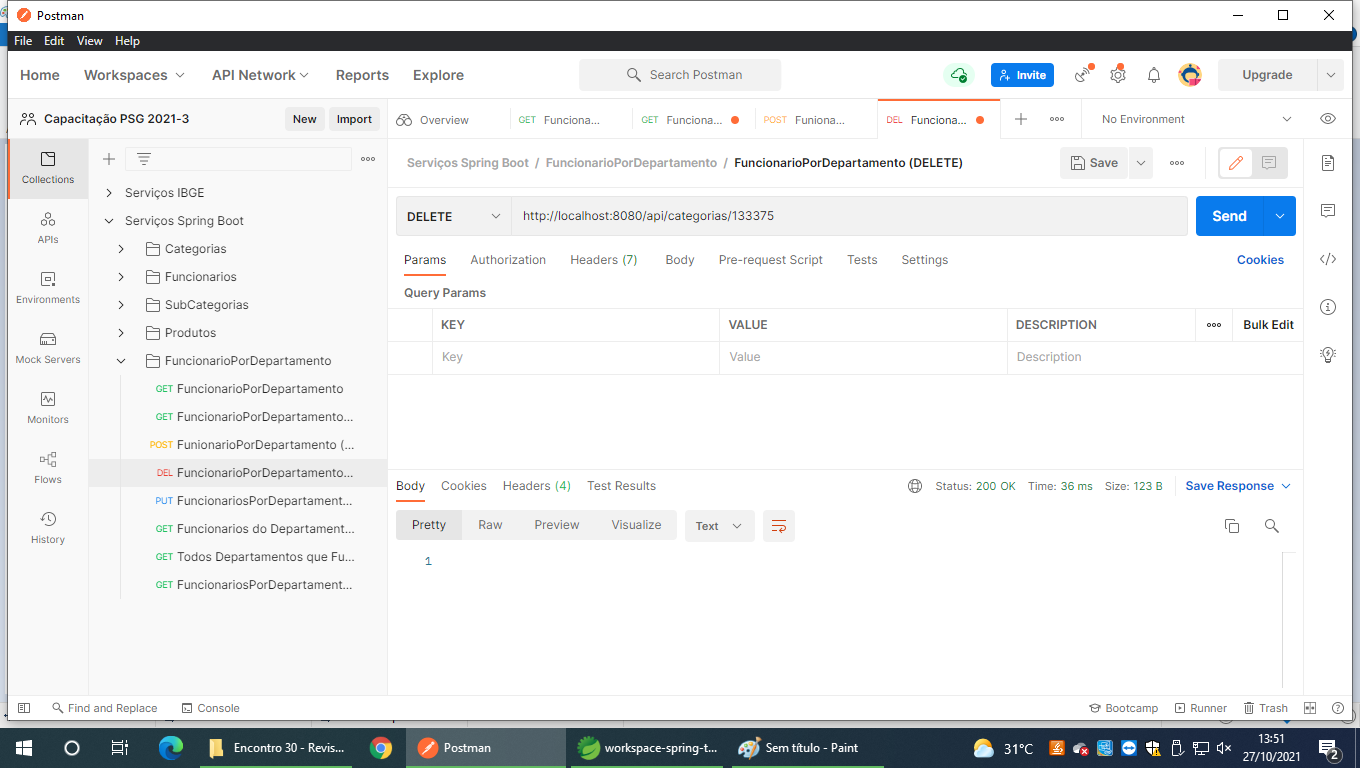 Postman
File Edit View Help
Home Workspaces API Network Reports Explore Search Postman Invite Upgrade
Capacitação PSG 2021-3 New Import Overview GET Funciona... GET Funciona... POST Funiona... DEL Funciona... No Environment
Serviços Spring Boot / FuncionarioPorDepartamento / FuncionarioPorDepartamento (DELETE) Save
DELETE http://localhost:8080/api/categorias/133375 Send
Params Authorization Headers (7) Body Pre-request Script Tests Settings Cookies
Query Params
KEY VALUE DESCRIPTION Bulk Edit
Key Value Description
Collections
APIs
Environments
Mock Servers
Monitors
Flows
History
Serviços IBGE
Serviços Spring Boot
Categorias
Funcionarios
SubCategorias
Produtos
FuncionarioPorDepartamento
GET FuncionarioPorDepartamento
GET FuncionarioPorDepartamento...
POST FunionarioPorDepartamento (...
DEL FuncionarioPorDepartamento...
PUT FuncionariosPorDepartament...
GET Funcionarios do Departament...
GET Todos Departamentos que Fu...
GET FuncionariosPorDepartament...
Body Cookies Headers (4) Test Results Status: 200 OK Time: 36 ms Size: 123 B Save Response
Pretty Raw Preview Visualize Text
1
Find and Replace Console Bootcamp Runner Trash
Encontro 30 - Revis... Postman workspace-spring-t... Sem título - Paint 31°C 13:51
27/10/2021 2